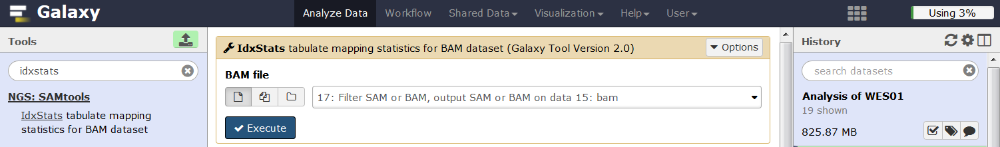 Galaxy
Analyze Data Workflow Shared Data Visualization Help User
Using 3%
Tools
idxstats
NGS: SAMtools
IdxStats tabulate mapping
statistics for BAM dataset
IdxStats tabulate mapping statistics for BAM dataset (Galaxy Tool Version 2.0)
Options
BAM file
17: Filter SAM or BAM, output SAM or BAM on data 15: bam
Execute
History
search datasets
Analysis of WES01
19 shown
825.87 MB